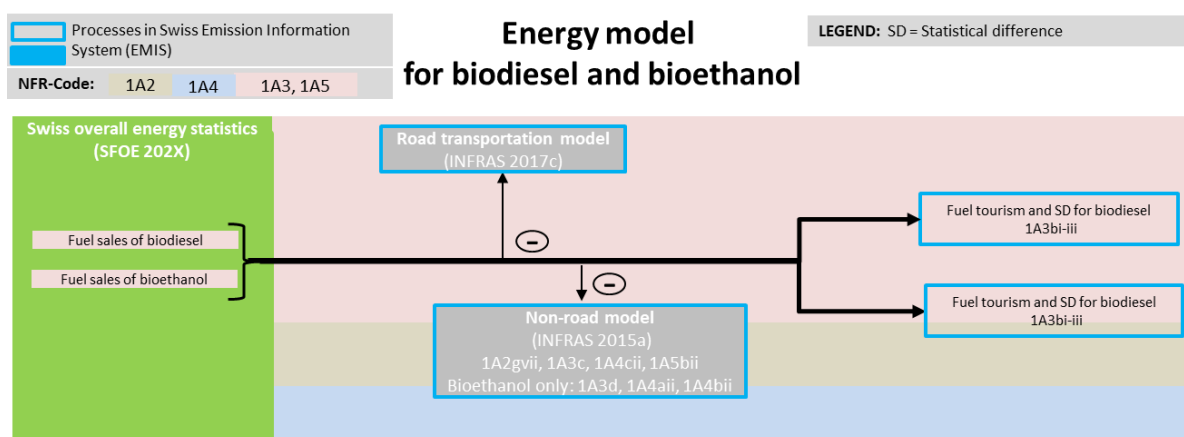 Processes in Swiss Emission Information
System (EMIS)
NFR-Code: 1A2 1A4 1A3, 1A5
Energy model
for biodiesel and bioethanol
LEGEND: SD = Statistical difference
Swiss overall energy statistics
(SFOE 202X)
Road transportation model
(INFRAS 2017c)
Fuel sales of biodiesel
Fuel sales of bioethanol
Fuel tourism and SD for biodiesel
1A3bi-iii
Fuel tourism and SD for biodiesel
1A3bi-iii
Non-road model
(INFRAS 2015a)
1A2gvii, 1A3c, 1A4cii, 1A5bii
Bioethanol only: 1A3d, 1A4aii, 1A4bii